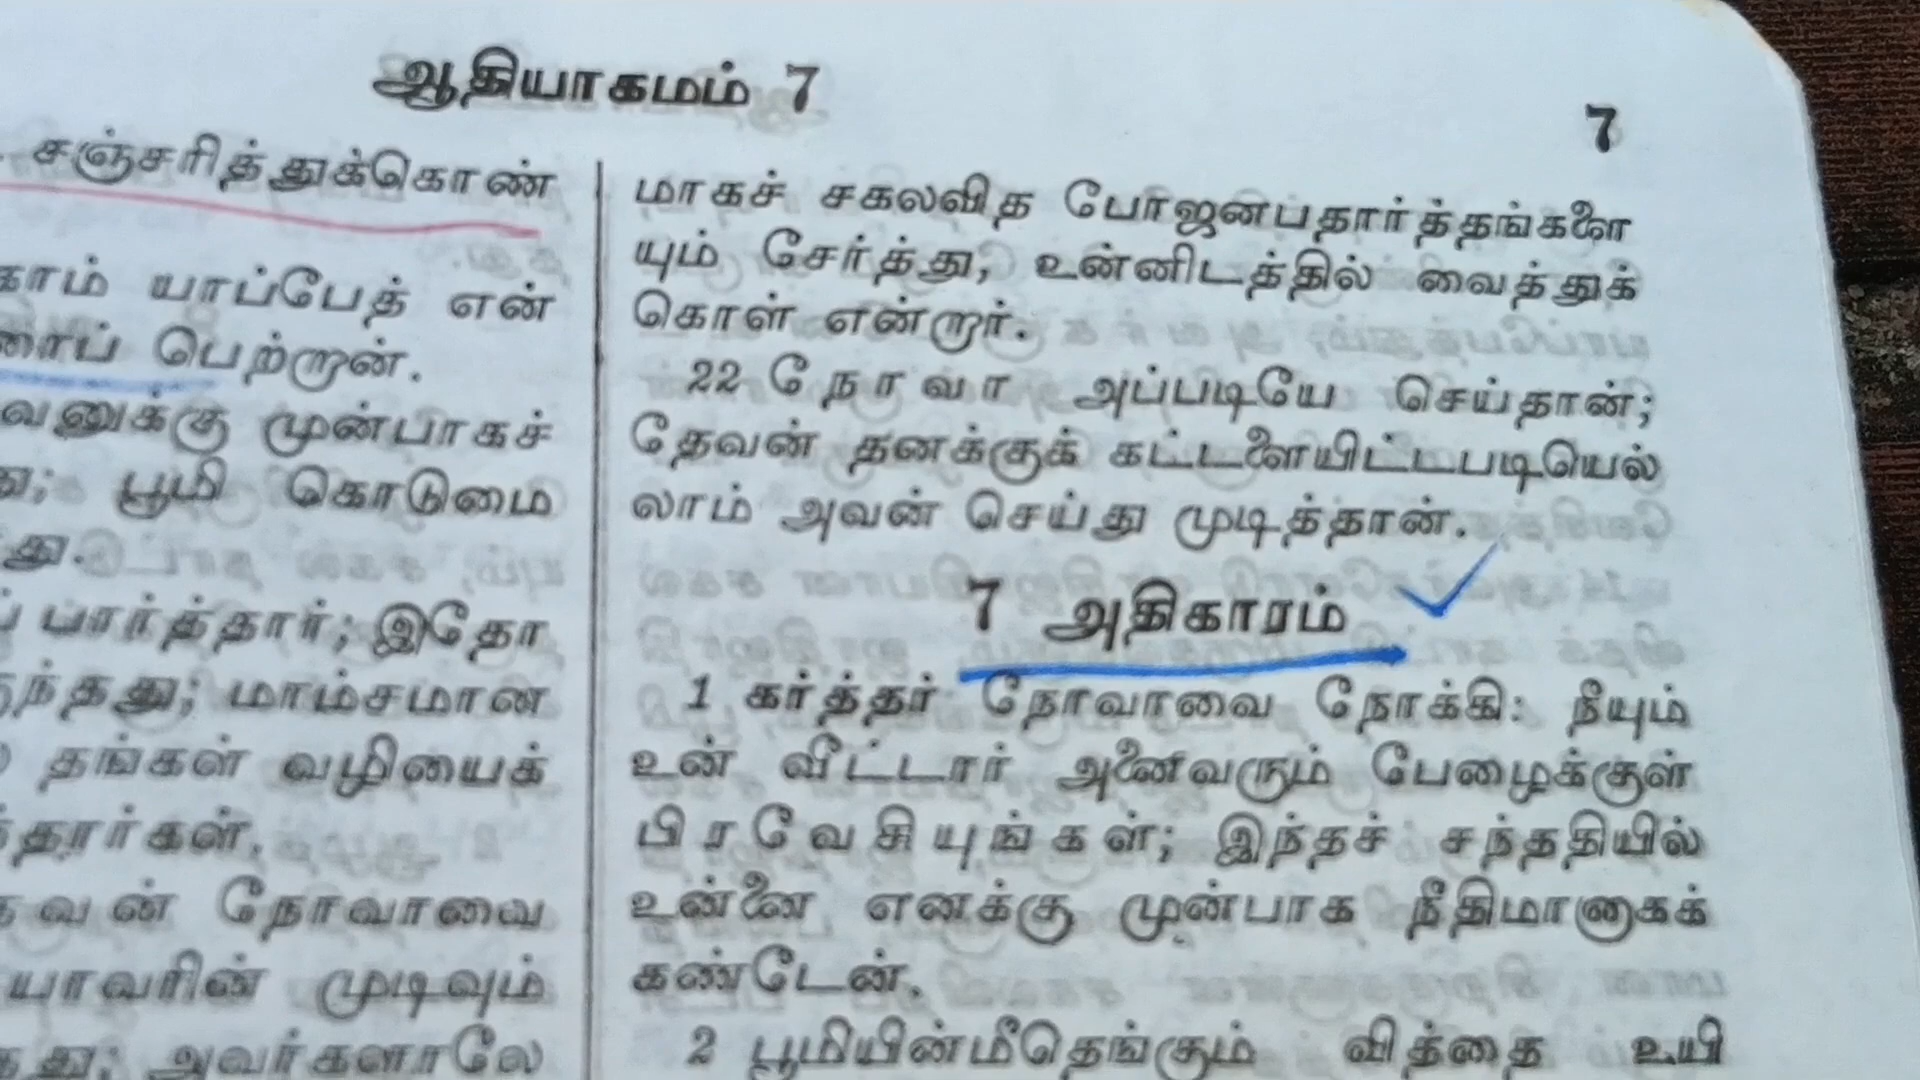 ஆதியாகமம் 7
7
சஞ்சரித்துக்கொண்
யாப்பேத் என்
பெற்றான்.
முன்பாகச்
பூமி கொடுமை
பார்த்தார்; இதோ
மாம்சமான
தங்கள் வழியைக்
நோவாவை
யாவரின் முடிவும்
அவர்களாலே
மாகச் சகலவித போஜனபதார்த்தங்களை
யும் சேர்த்து, உன்னிடத்தில் வைத்துக்
கொள் என்றார்.
22 நோவா அப்படியே செய்தான்;
தேவன் தனக்குக் கட்டளையிட்டபடியெல்
லாம் அவன் செய்து முடித்தான்.
7 அதிகாரம்
1 கர்த்தர் நோவாவை நோக்கி: நீயும்
உன் வீட்டார் அனைவரும் பேழைக்குள்
பிரவேசியுங்கள்; இந்தச் சந்ததியில்
உன்னை எனக்கு முன்பாக நீதிமானாகக்
கண்டேன்.
2 பூமியின்மீதெங்கும் வித்தை உயி